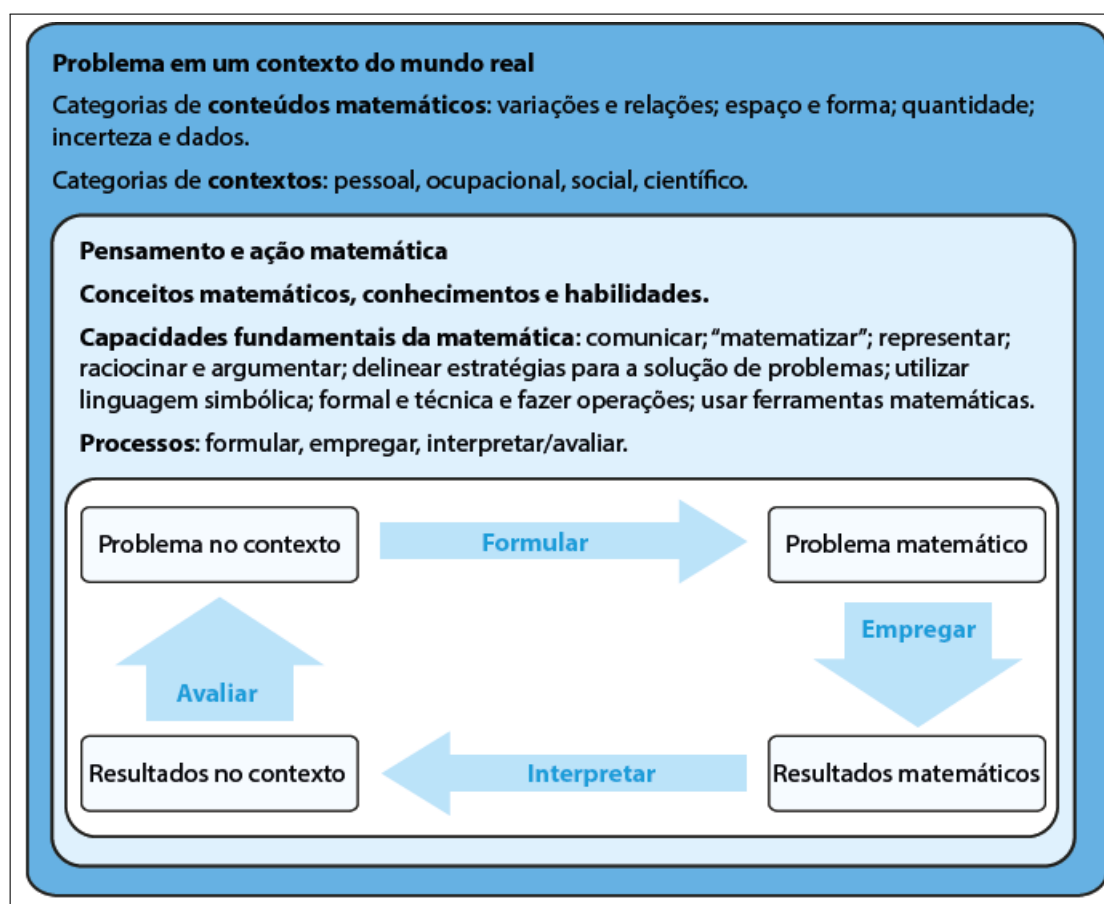 Problema em um contexto do mundo real
Categorias de conteúdos matemáticos: variações e relações; espaço e forma; quantidade;
incerteza e dados.
Categorias de contextos: pessoal, ocupacional, social, científico.
Pensamento e ação matemática
Conceitos matemáticos, conhecimentos e habilidades.
Capacidades fundamentais da matemática: comunicar; “matematizar”; representar;
raciocinar e argumentar; delinear estratégias para a solução de problemas; utilizar
linguagem simbólica; formal e técnica e fazer operações; usar ferramentas matemáticas.
Processos: formular, empregar, interpretar/avaliar.
Problema no contexto
Formular
Problema matemático
Empregar
Avaliar
Resultados no contexto
Interpretar
Resultados matemáticos